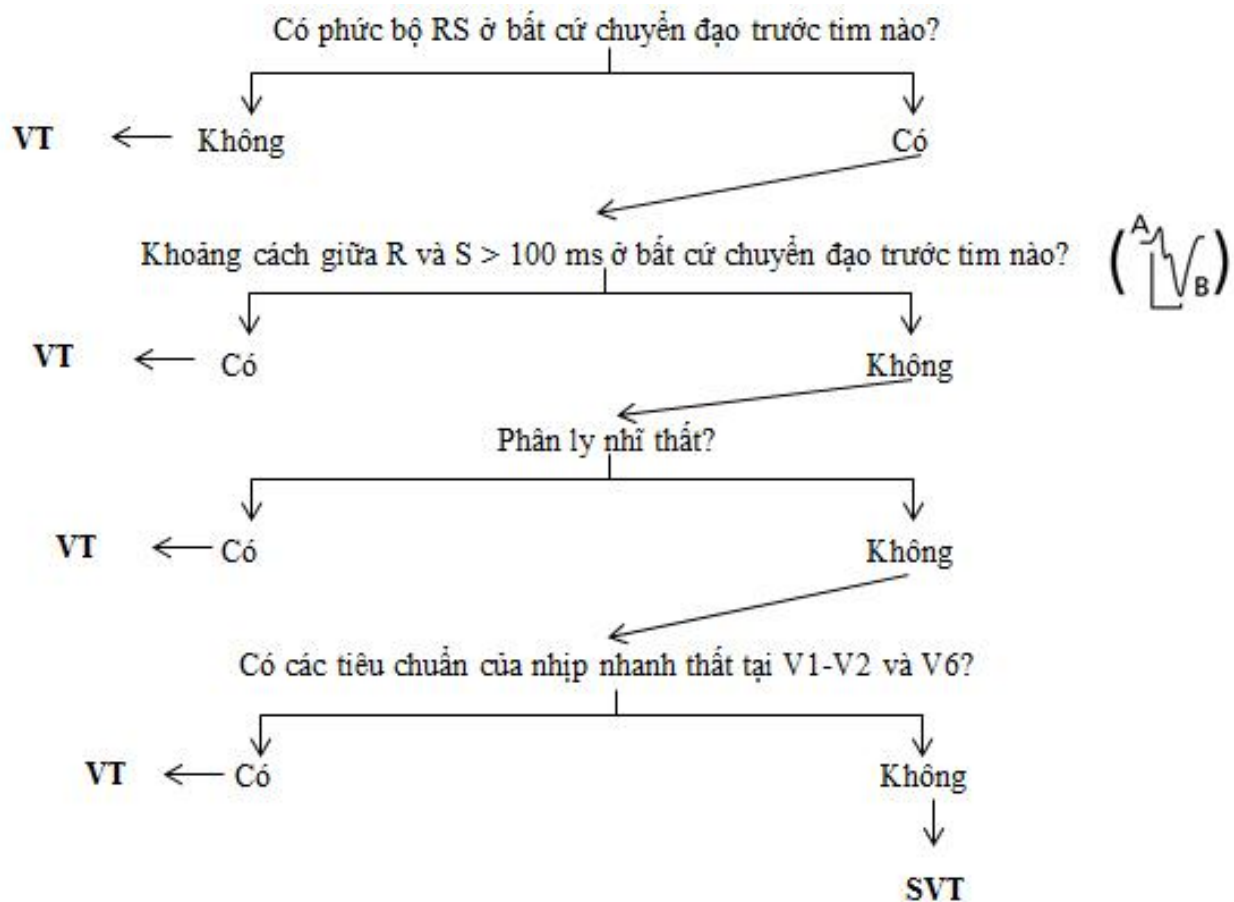 Có phức bộ RS ở bất cứ chuyển đạo trước tim nào?
VT Không Có
Khoảng cách giữa R và S > 100 ms ở bất cứ chuyển đạo trước tim nào? (A B)
VT Có Không
Phân ly nhĩ thất?
VT Có Không
Có các tiêu chuẩn của nhịp nhanh thất tại V1-V2 và V6?
VT Có Không
SVT